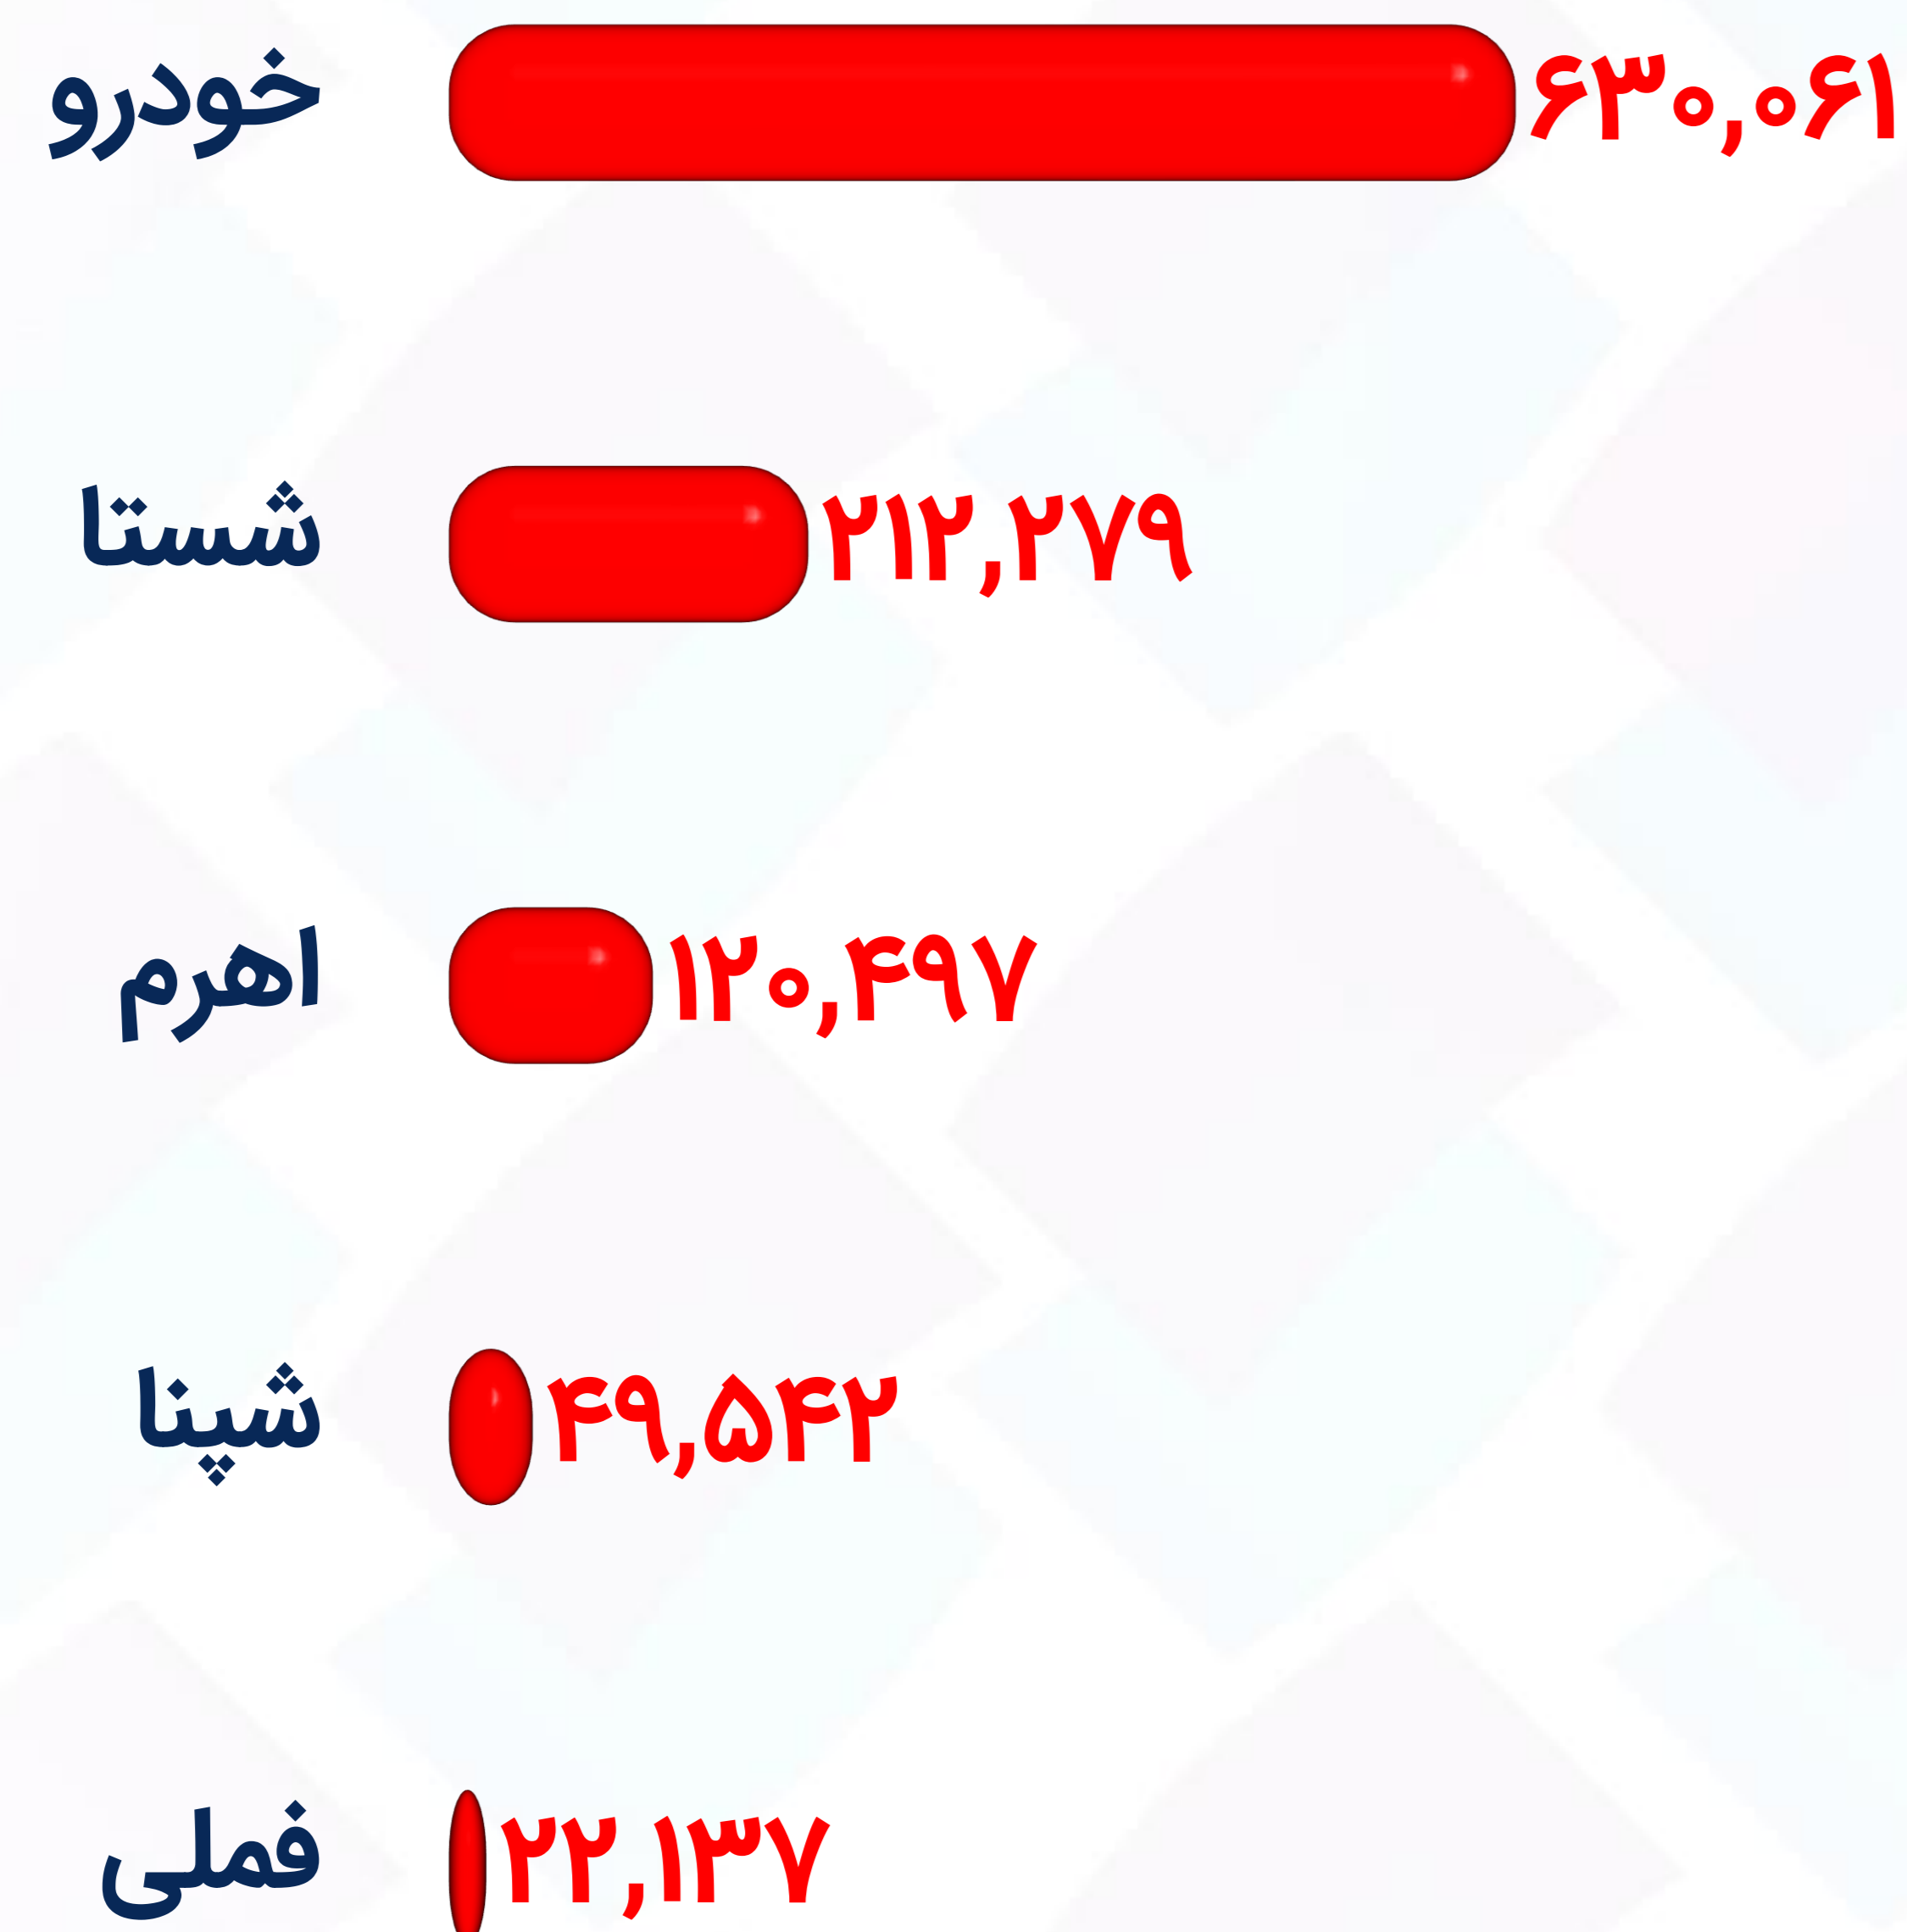 خودرو ۶۳۰,۰۶۱
شستا ۲۱۲,۲۷۹
اهرم ۱۲۰,۴۹۷
شپنا ۴۹,۵۴۲
فملی ۲۲,۱۳۷